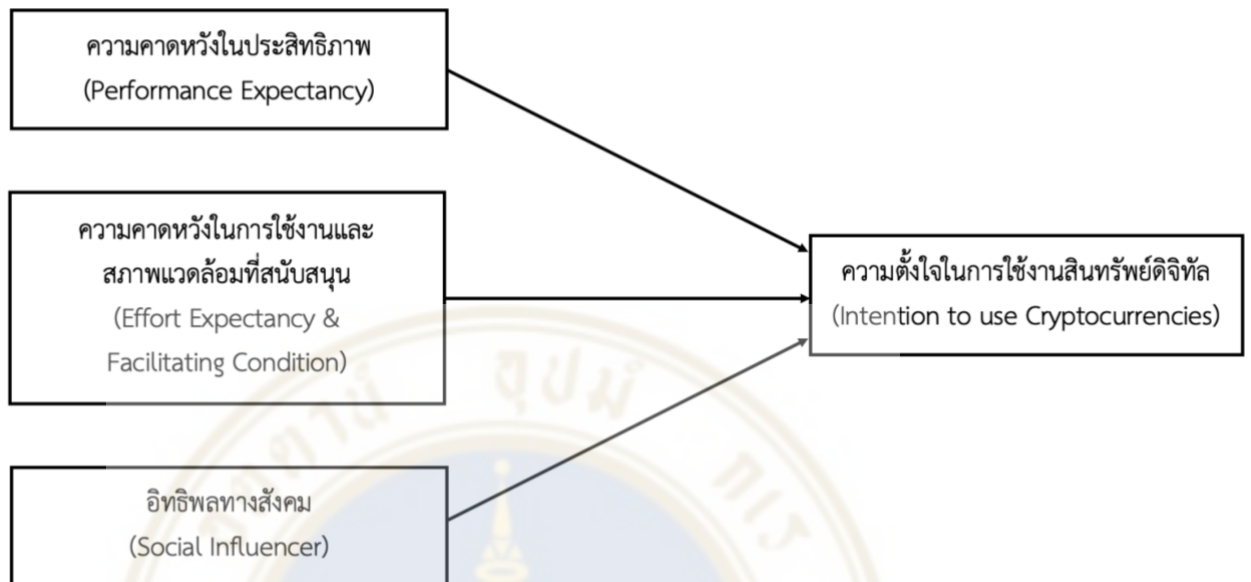 ความคาดหวังในประสิทธิภาพ
(Performance Expectancy)
ความคาดหวังในการใช้งานและ
สภาพแวดล้อมที่สนับสนุน
(Effort Expectancy &
Facilitating Condition)
ความตั้งใจในการใช้งานสินทรัพย์ดิจิทัล
(Intention to use Cryptocurrencies)
อิทธิพลทางสังคม
(Social Influencer)